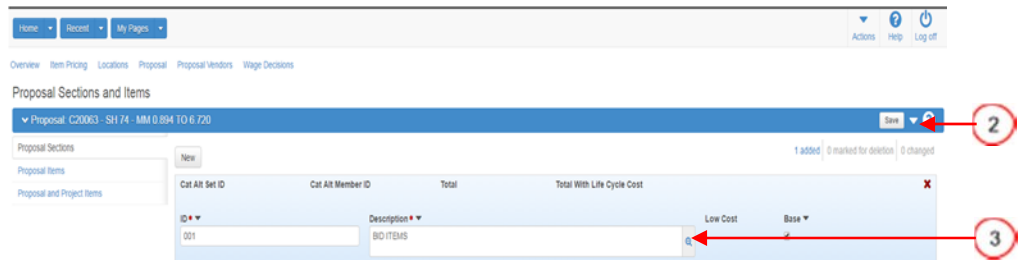 Home Recent My Pages Actions Help Log off
Overview Item Pricing Locations Proposal Proposal Vendors Wage Decisions
Proposal Sections and Items
Proposal: C20063 - SH 74 - MM 0.894 TO 6.720 Save ?
2
Proposal Sections
New
1 added 0 marked for deletion 0 changed
Proposal Items
Proposal and Project Items
Cat Alt Set ID Cat Alt Member ID Total Total With Life Cycle Cost
ID* Description* Low Cost Base
001 BID ITEMS
3